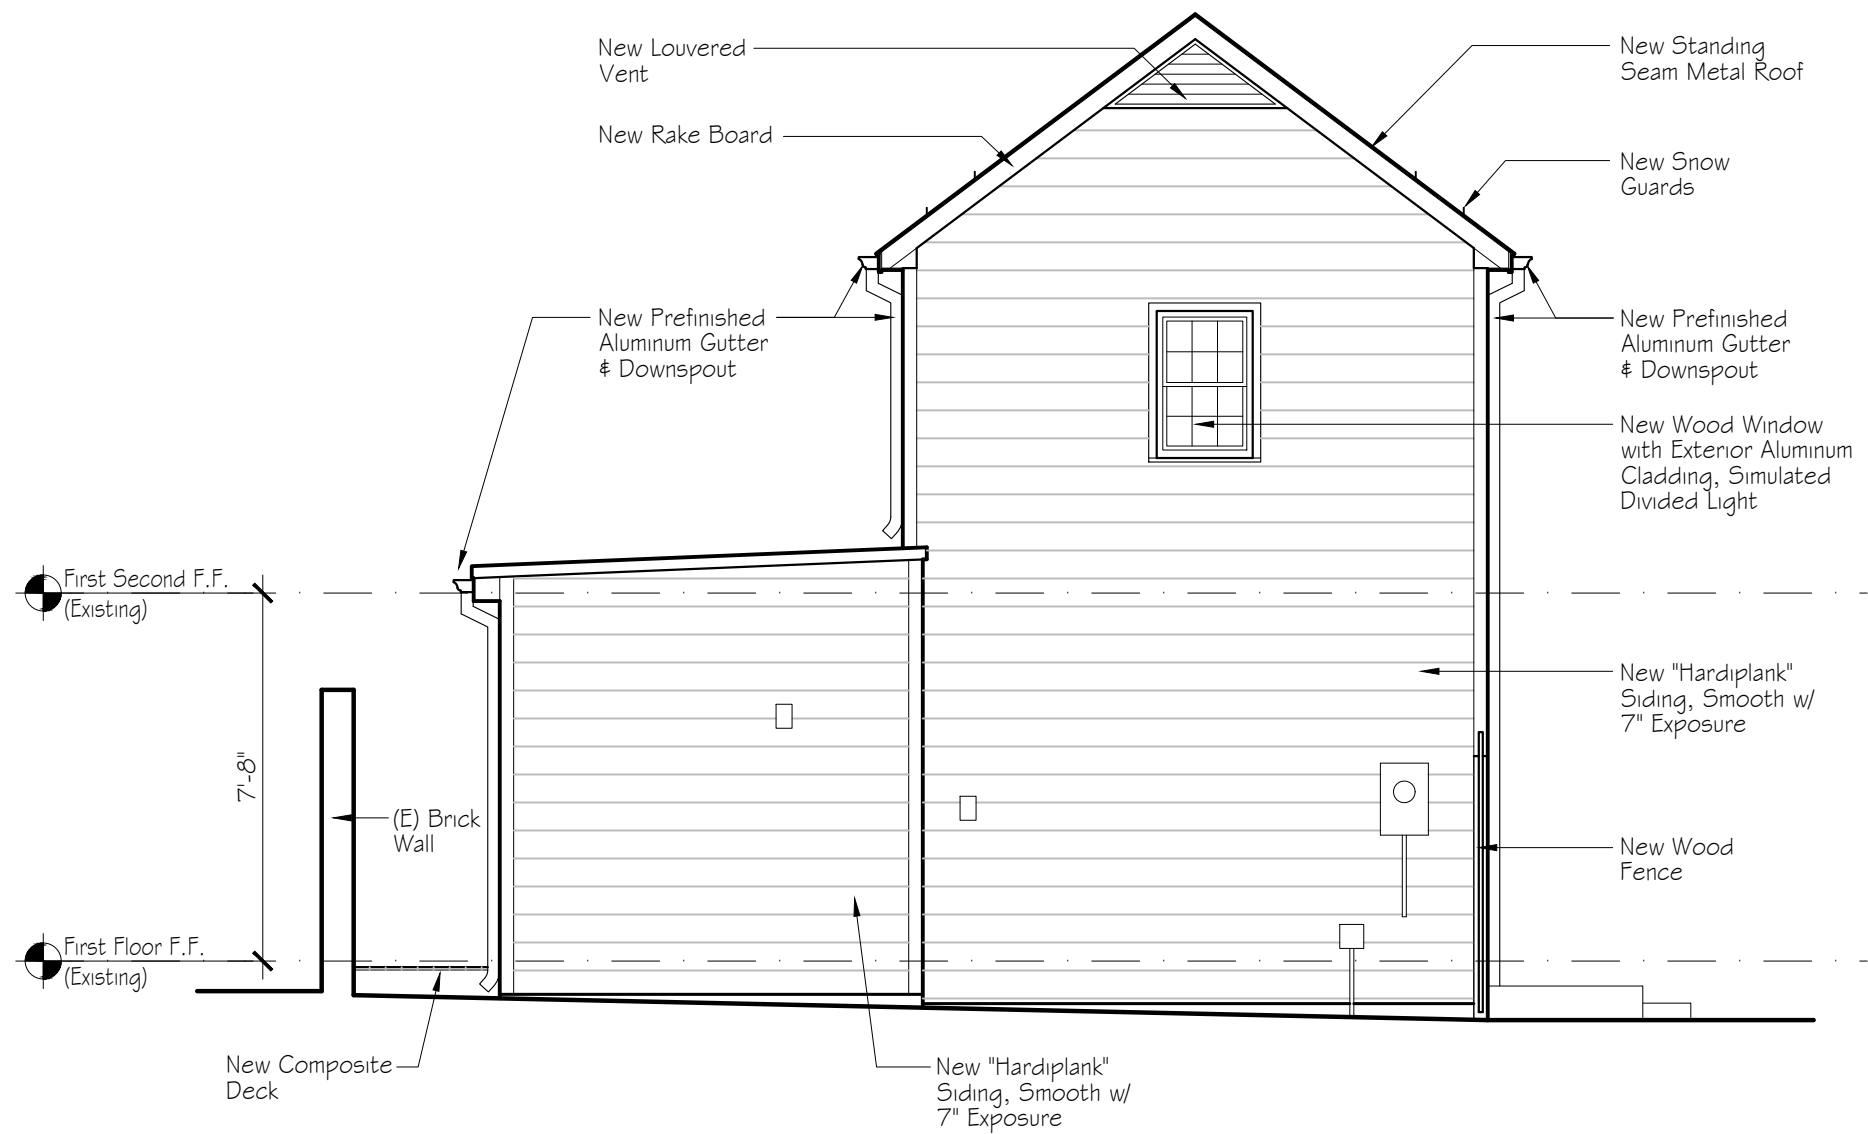 New Louvered
Vent
New Rake Board
New Standing
Seam Metal Roof
New Snow
Guards
New Prefinished
Aluminum Gutter
& Downspout
New Prefinished
Aluminum Gutter
& Downspout
New Wood Window
with Exterior Aluminum
Cladding, Simulated
Divided Light
First Second F.F.
(Existing)
New "Hardiplank"
Siding, Smooth w/
7" Exposure
7'-8"
(E) Brick
Wall
New Wood
Fence
First Floor F.F.
(Existing)
New Composite
Deck
New "Hardiplank"
Siding, Smooth w/
7" Exposure